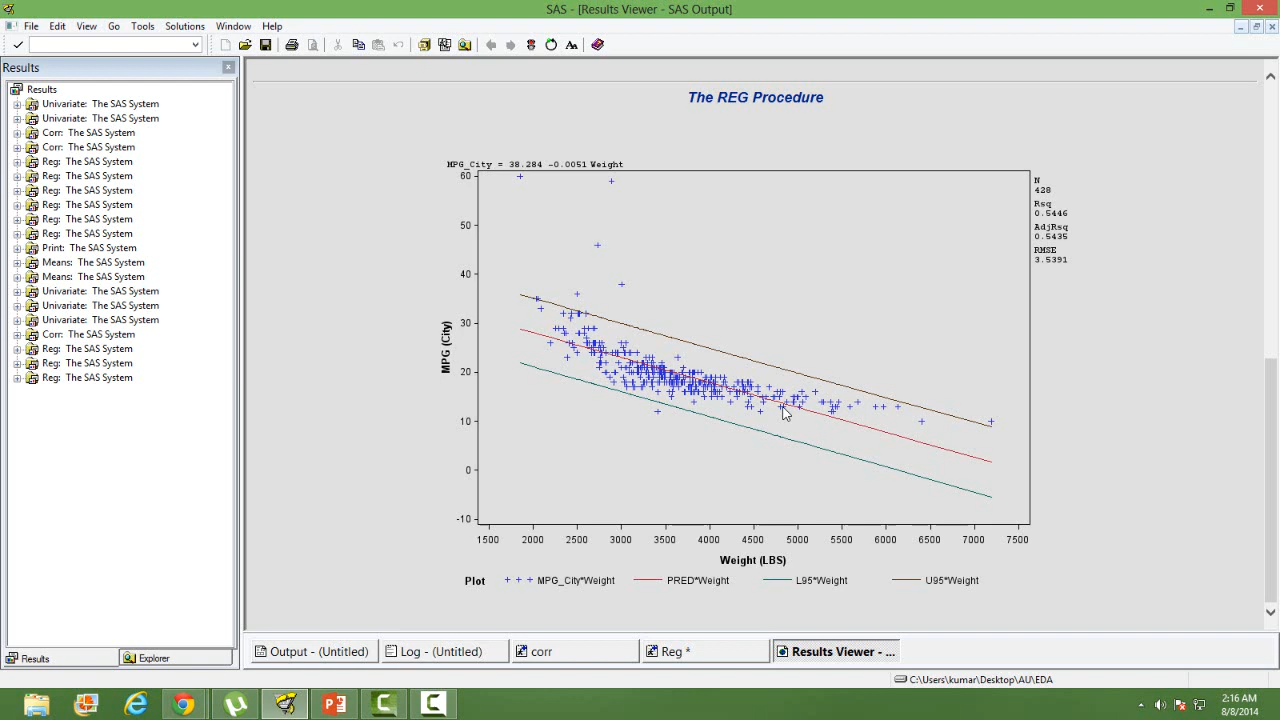 SAS - [Results Viewer - SAS Output]
File Edit View Go Tools Solutions Window Help
Results
Results
Univariate: The SAS System
Univariate: The SAS System
Corr: The SAS System
Corr: The SAS System
Reg: The SAS System
Reg: The SAS System
Reg: The SAS System
Reg: The SAS System
Reg: The SAS System
Reg: The SAS System
Print: The SAS System
Means: The SAS System
Means: The SAS System
Univariate: The SAS System
Univariate: The SAS System
Univariate: The SAS System
Corr: The SAS System
Reg: The SAS System
Reg: The SAS System
Reg: The SAS System
Results Explorer
The REG Procedure
MPG_City = 38.284 -0.0051 Weight
60
50
40
30
20
10
0
-10
MPG (City)
N
428
Rsq
0.5446
AdjRsq
0.5435
RMSE
3.5391
1500 2000 2500 3000 3500 4000 4500 5000 5500 6000 6500 7000 7500
Weight (LBS)
Plot MPG_City*Weight PRED*Weight L95*Weight U95*Weight
Output - (Untitled) Log - (Untitled) corr Reg * Results Viewer - ...
C:\Users\kumar\Desktop\AU\EDA
2:16 AM
8/8/2014